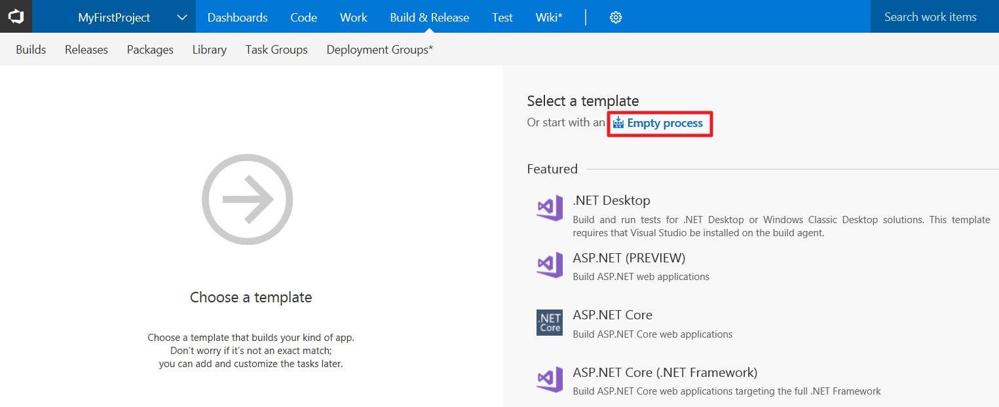 MyFirstProject Dashboards Code Work Build & Release Test Wiki* Search work items
Builds Releases Packages Library Task Groups Deployment Groups*
Choose a template
Choose a template that builds your kind of app.
Don't worry if it's not an exact match;
you can add and customize the tasks later.
Select a template
Or start with an Empty process
Featured
.NET Desktop
Build and run tests for .NET Desktop or Windows Classic Desktop solutions. This template
requires that Visual Studio be installed on the build agent.
ASP.NET (PREVIEW)
Build ASP.NET web applications
.NET
Core
ASP.NET Core
Build ASP.NET Core web applications
ASP.NET Core (.NET Framework)
Build ASP.NET Core web applications targeting the full .NET Framework